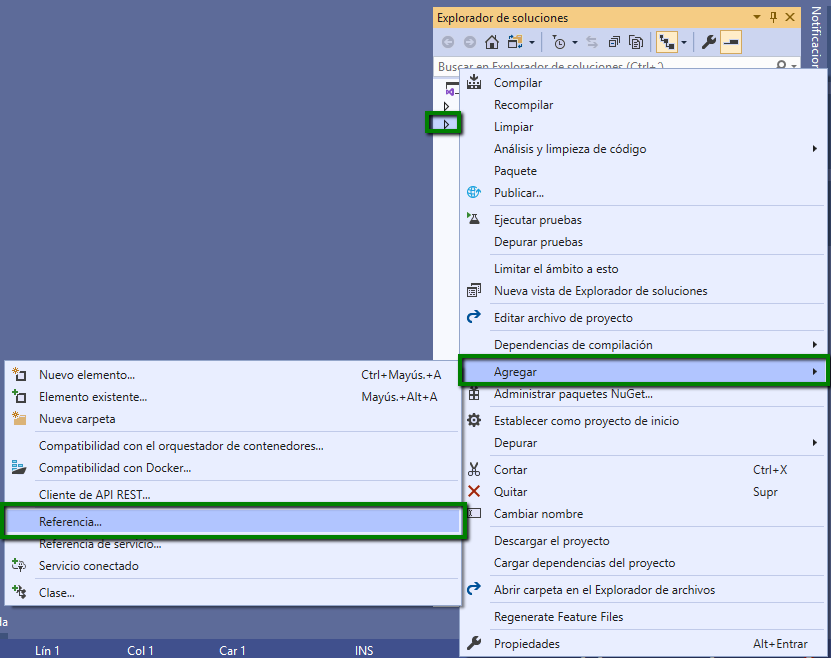 Explorador de soluciones
Notificacion
Buscar en Explorador de soluciones (Ctrl+
Compilar
Recompilar
Limpiar
Análisis y limpieza de código
Paquete
Publicar...
Ejecutar pruebas
Depurar pruebas
Limitar el ámbito a esto
Nueva vista de Explorador de soluciones
Editar archivo de proyecto
Dependencias de compilación
Agregar
Administrar paquetes NuGet...
Establecer como proyecto de inicio
Depurar
Cortar Ctrl+X
Quitar Supr
Cambiar nombre
Descargar el proyecto
Cargar dependencias del proyecto
Abrir carpeta en el Explorador de archivos
Regenerate Feature Files
Propiedades Alt+Entrar
Nuevo elemento... Ctrl+Mayús.+A
Elemento existente... Mayús.+Alt+A
Nueva carpeta
Compatibilidad con el orquestador de contenedores...
Compatibilidad con Docker...
Cliente de API REST...
Referencia...
Referencia de servicio...
Servicio conectado
Clase...
la
Lín 1 Col 1 Car 1 INS